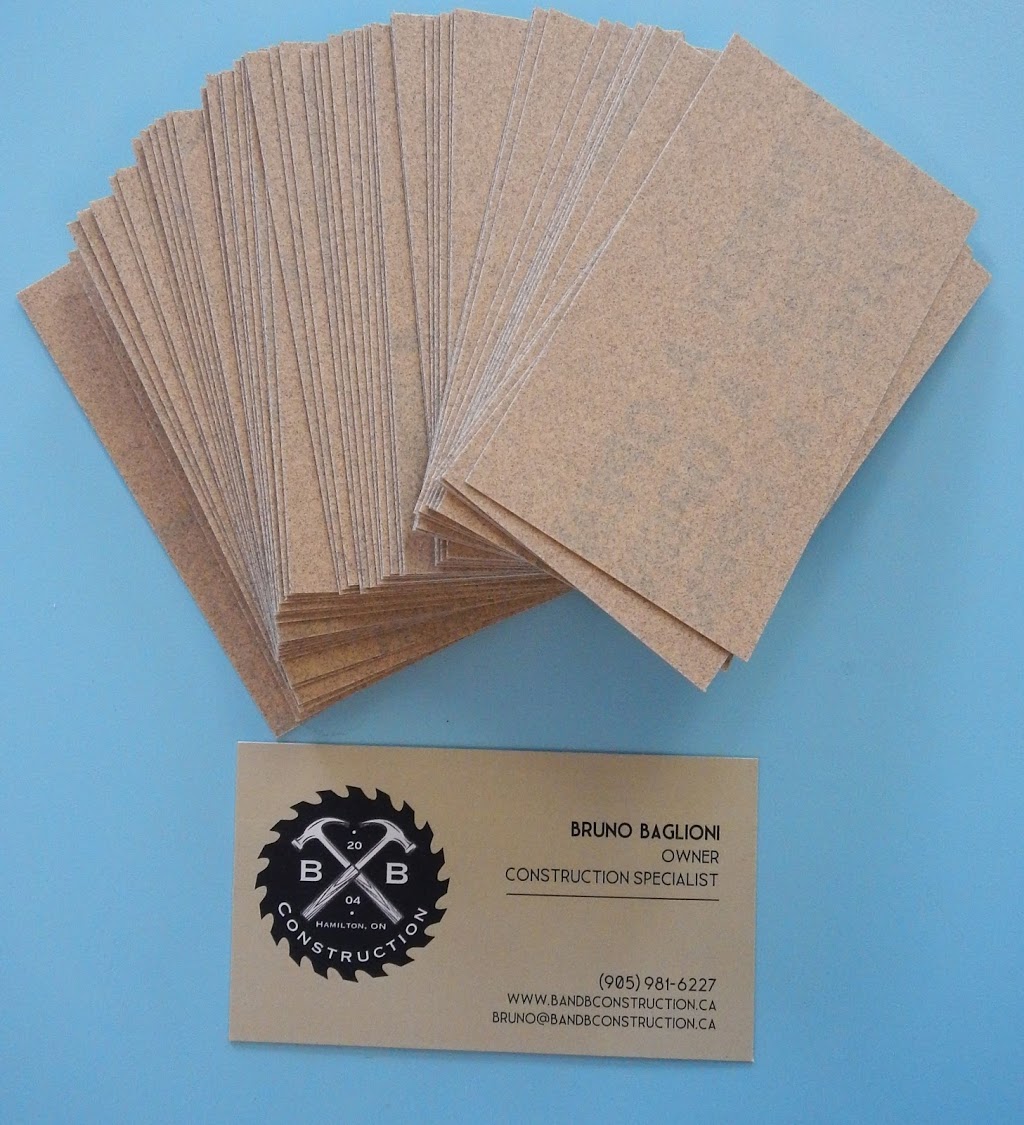 20
B B
04
HAMILTON, ON
CONSTRUCTION
BRUNO BAGLIONI
OWNER
CONSTRUCTION SPECIALIST
(905) 981-6227
WWW.BANDBCONSTRUCTION.CA
BRUNO@BANDBCONSTRUCTION.CA